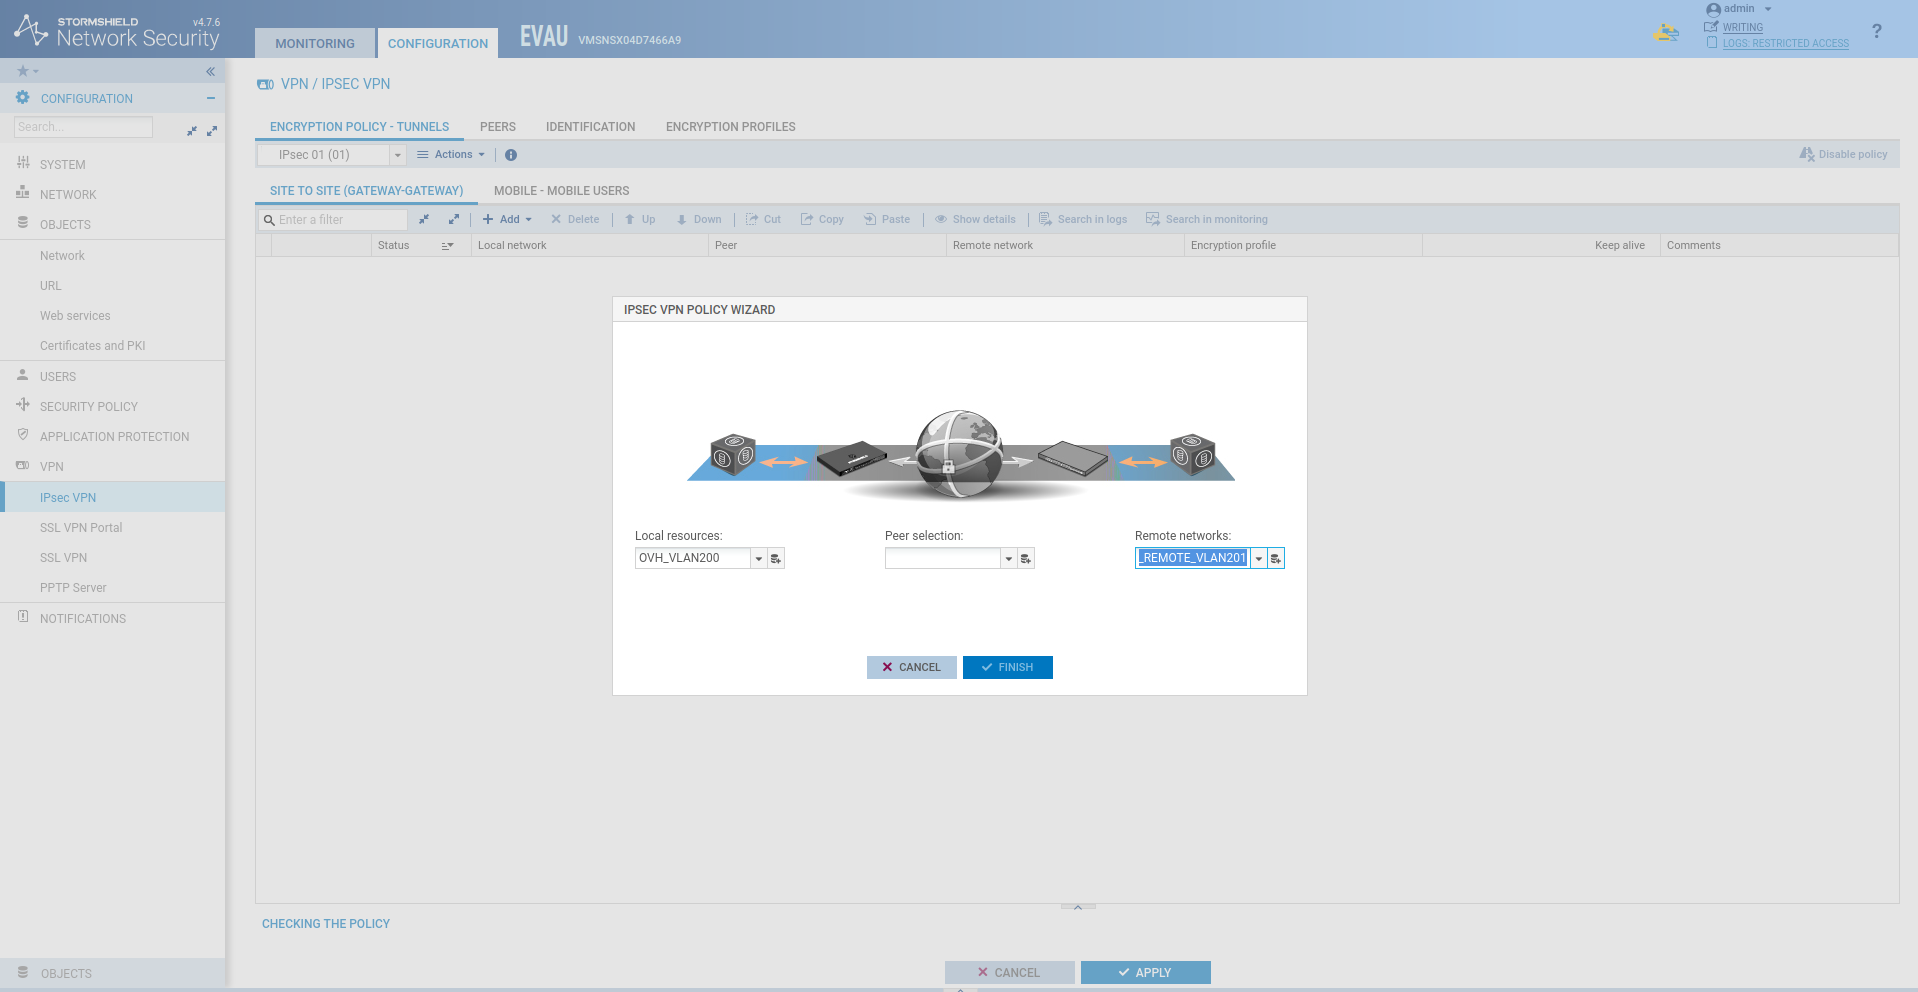 STORMSHIELD v4.7.6
Network Security
MONITORING
CONFIGURATION
EVAU VMSNSX04D7466A9
admin
WRITING
LOGS: RESTRICTED ACCESS
?
CONFIGURATION
Search...
SYSTEM
NETWORK
OBJECTS
Network
URL
Web services
Certificates and PKI
USERS
SECURITY POLICY
APPLICATION PROTECTION
VPN
IPsec VPN
SSL VPN Portal
SSL VPN
PPTP Server
NOTIFICATIONS
OBJECTS
VPN / IPSEC VPN
ENCRYPTION POLICY - TUNNELS PEERS IDENTIFICATION ENCRYPTION PROFILES
IPsec 01 (01) Actions Disable policy
SITE TO SITE (GATEWAY-GATEWAY) MOBILE - MOBILE USERS
Enter a filter Add Delete Up Down Cut Copy Paste Show details Search in logs Search in monitoring
Status Local network Peer Remote network Encryption profile Keep alive Comments
IPSEC VPN POLICY WIZARD
Local resources: Peer selection: Remote networks:
OVH_VLAN200 _REMOTE_VLAN201
CANCEL FINISH
CHECKING THE POLICY
CANCEL APPLY